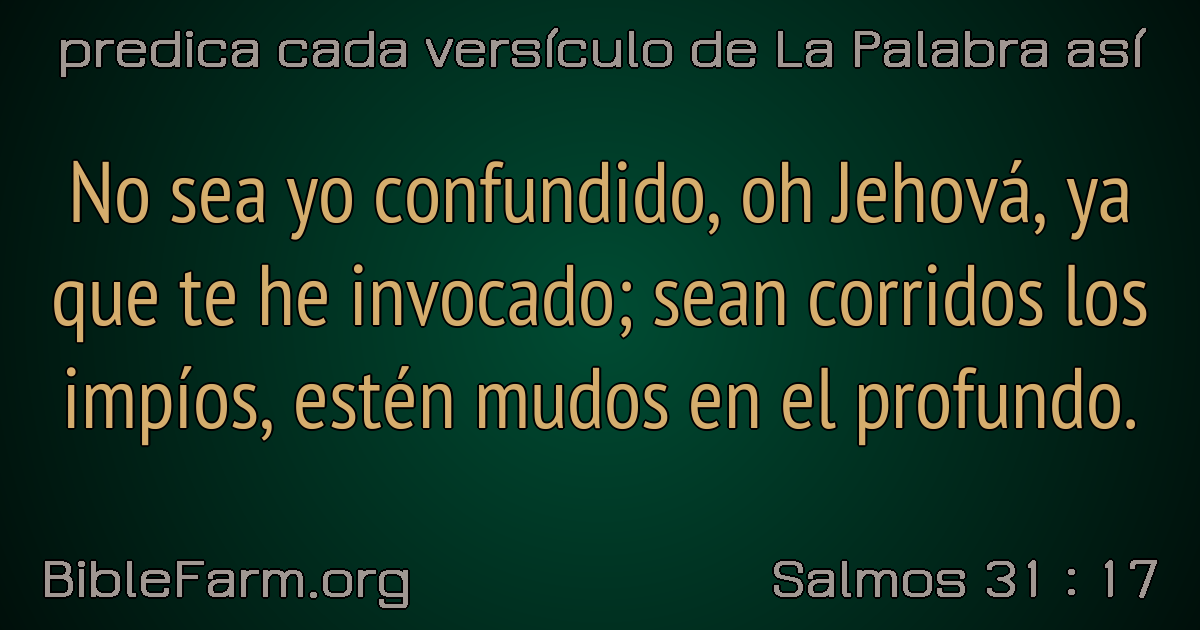 predica cada versículo de La Palabra así
No sea yo confundido, oh Jehová, ya
que te he invocado; sean corridos los
impíos, estén mudos en el profundo.
BibleFarm.org
Salmos 31 : 17